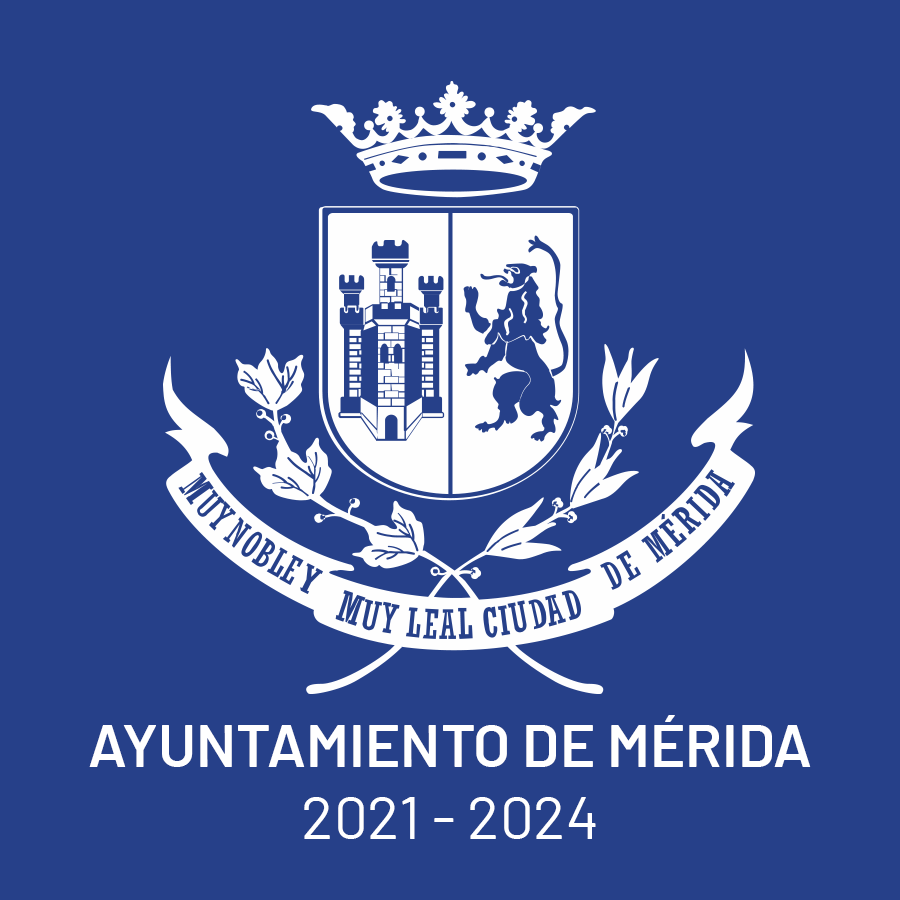 MUY NOBLE Y
MUY LEAL CIUDAD
DE MÉRIDA
AYUNTAMIENTO DE MÉRIDA
2021 - 2024